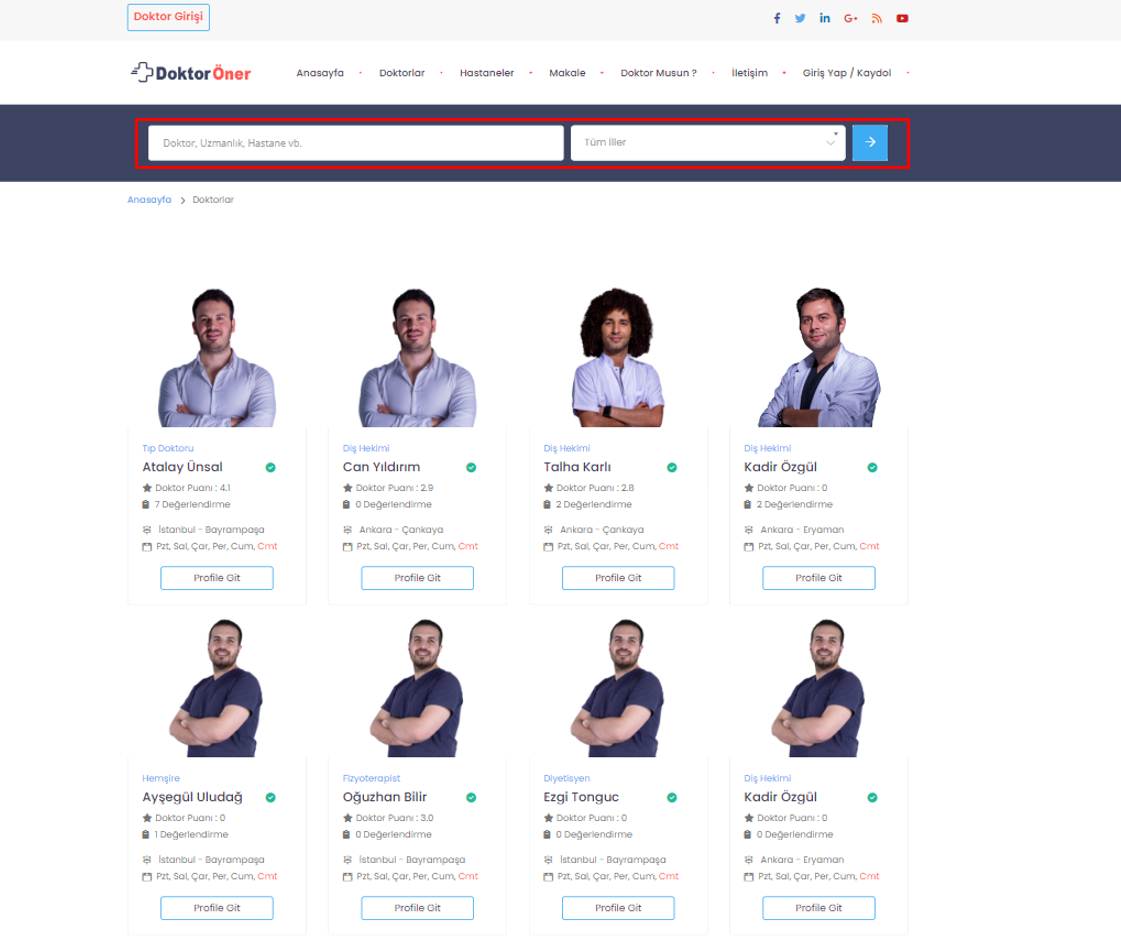 Doktor Girişi
DoktorÖner
Anasayfa
Doktorlar
Hastaneler
Makale
Doktor Musun ?
İletişim
Giriş Yap / Kaydol
Doktor, Uzmanlık, Hastane vb.
Tüm İller
Anasayfa > Doktorlar
Tıp Doktoru
Atalay Ünsal
Doktor Puanı : 4.1
7 Değerlendirme
İstanbul - Bayrampaşa
Pzt, Sal, Çar, Per, Cum, Cmt
Profile Git
Diş Hekimi
Can Yıldırım
Doktor Puanı : 2.9
0 Değerlendirme
Ankara - Çankaya
Pzt, Sal, Çar, Per, Cum, Cmt
Profile Git
Diş Hekimi
Talha Karlı
Doktor Puanı : 2.8
2 Değerlendirme
Ankara - Çankaya
Pzt, Sal, Çar, Per, Cum, Cmt
Profile Git
Diş Hekimi
Kadir Özgül
Doktor Puanı : 0
2 Değerlendirme
Ankara - Eryaman
Pzt, Sal, Çar, Per, Cum, Cmt
Profile Git
Hemşire
Ayşegül Uludağ
Doktor Puanı : 0
1 Değerlendirme
İstanbul - Bayrampaşa
Pzt, Sal, Çar, Per, Cum, Cmt
Profile Git
Fizyoterapist
Oğuzhan Bilir
Doktor Puanı : 3.0
0 Değerlendirme
İstanbul - Bayrampaşa
Pzt, Sal, Çar, Per, Cum, Cmt
Profile Git
Diyetisyen
Ezgi Tonguc
Doktor Puanı : 0
0 Değerlendirme
İstanbul - Bayrampaşa
Pzt, Sal, Çar, Per, Cum, Cmt
Profile Git
Diş Hekimi
Kadir Özgül
Doktor Puanı : 0
0 Değerlendirme
Ankara - Eryaman
Pzt, Sal, Çar, Per, Cum, Cmt
Profile Git